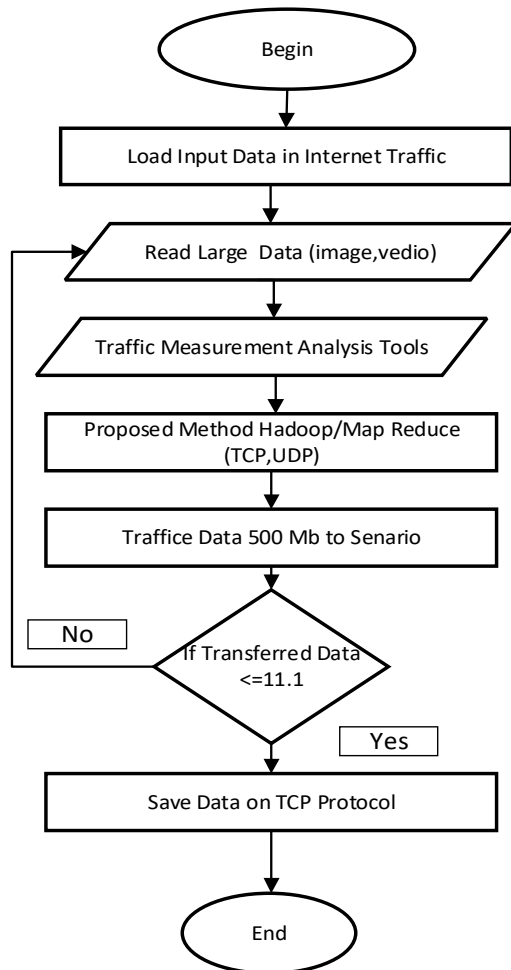 Begin
Load Input Data in Internet Traffic
Read Large Data (image,vedio)
Traffic Measurement Analysis Tools
Proposed Method Hadoop/Map Reduce
(TCP,UDP)
Traffice Data 500 Mb to Senario
No
If Transferred Data
<=11.1
Yes
Save Data on TCP Protocol
End